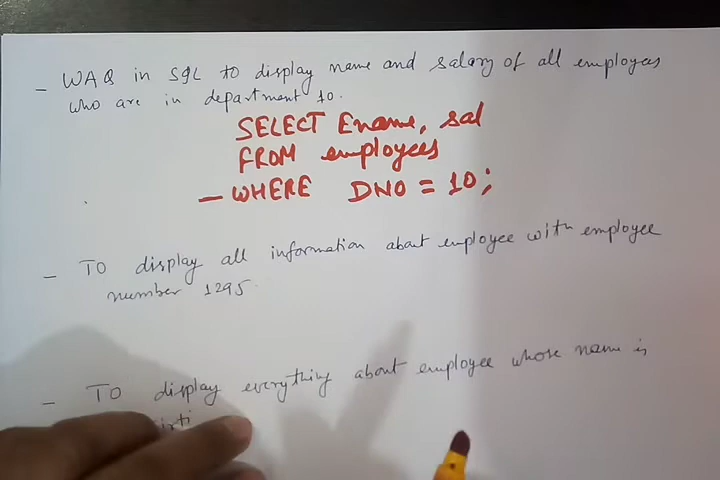 - WAQ in SQL to display name and salary of all employees
who are in department 10.
SELECT Ename, sal
FROM employees
- WHERE DNO = 10;
- TO display all information about employee with employee
number 1295.
- TO display everything about employee whose name is